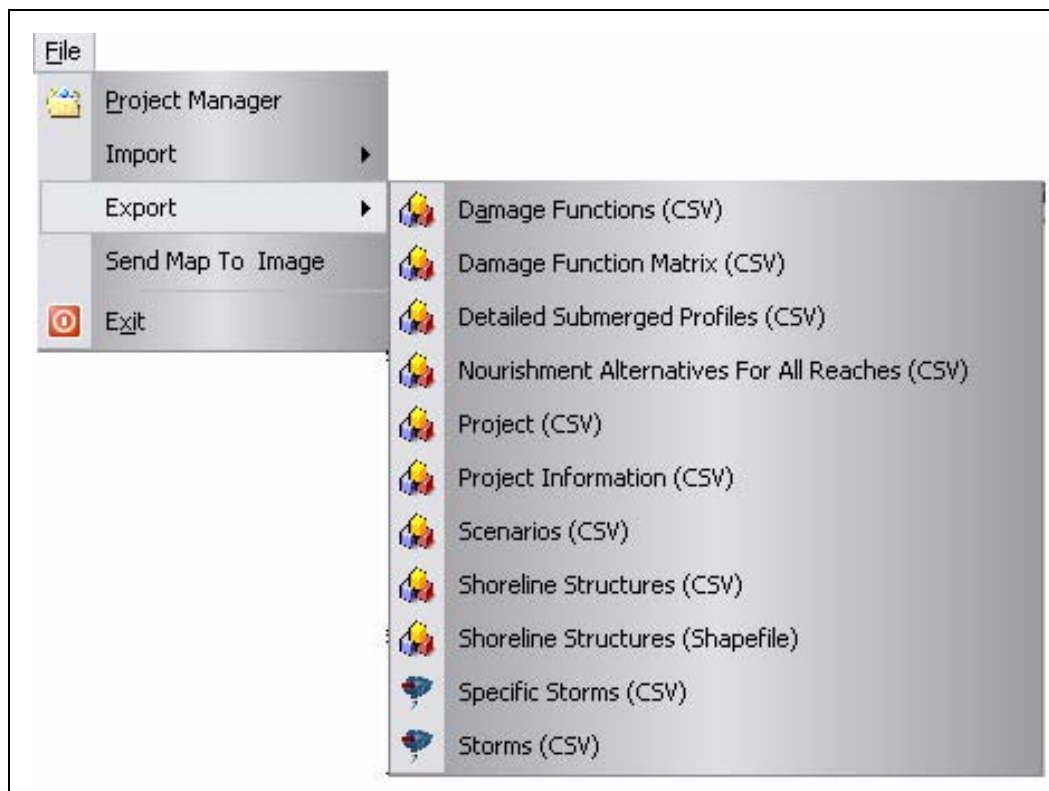 File
Project Manager
Import
Export
Send Map To Image
Exit
Damage Functions (CSV)
Damage Function Matrix (CSV)
Detailed Submerged Profiles (CSV)
Nourishment Alternatives For All Reaches (CSV)
Project (CSV)
Project Information (CSV)
Scenarios (CSV)
Shoreline Structures (CSV)
Shoreline Structures (Shapefile)
Specific Storms (CSV)
Storms (CSV)